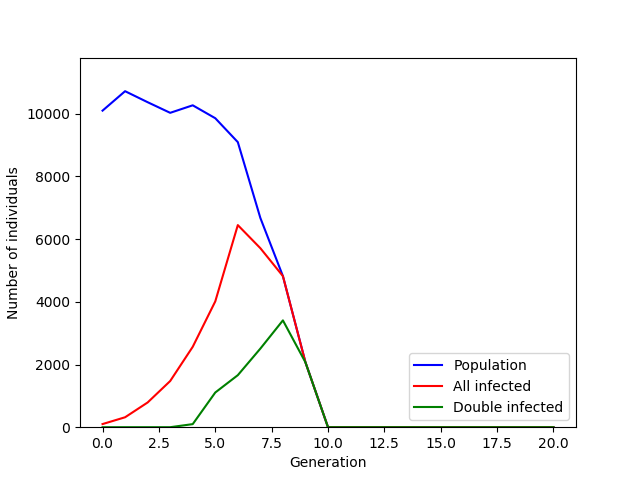 Number of individuals
10000
8000
6000
4000
2000
0
0.0 2.5 5.0 7.5 10.0 12.5 15.0 17.5 20.0
Generation
Population
All infected
Double infected